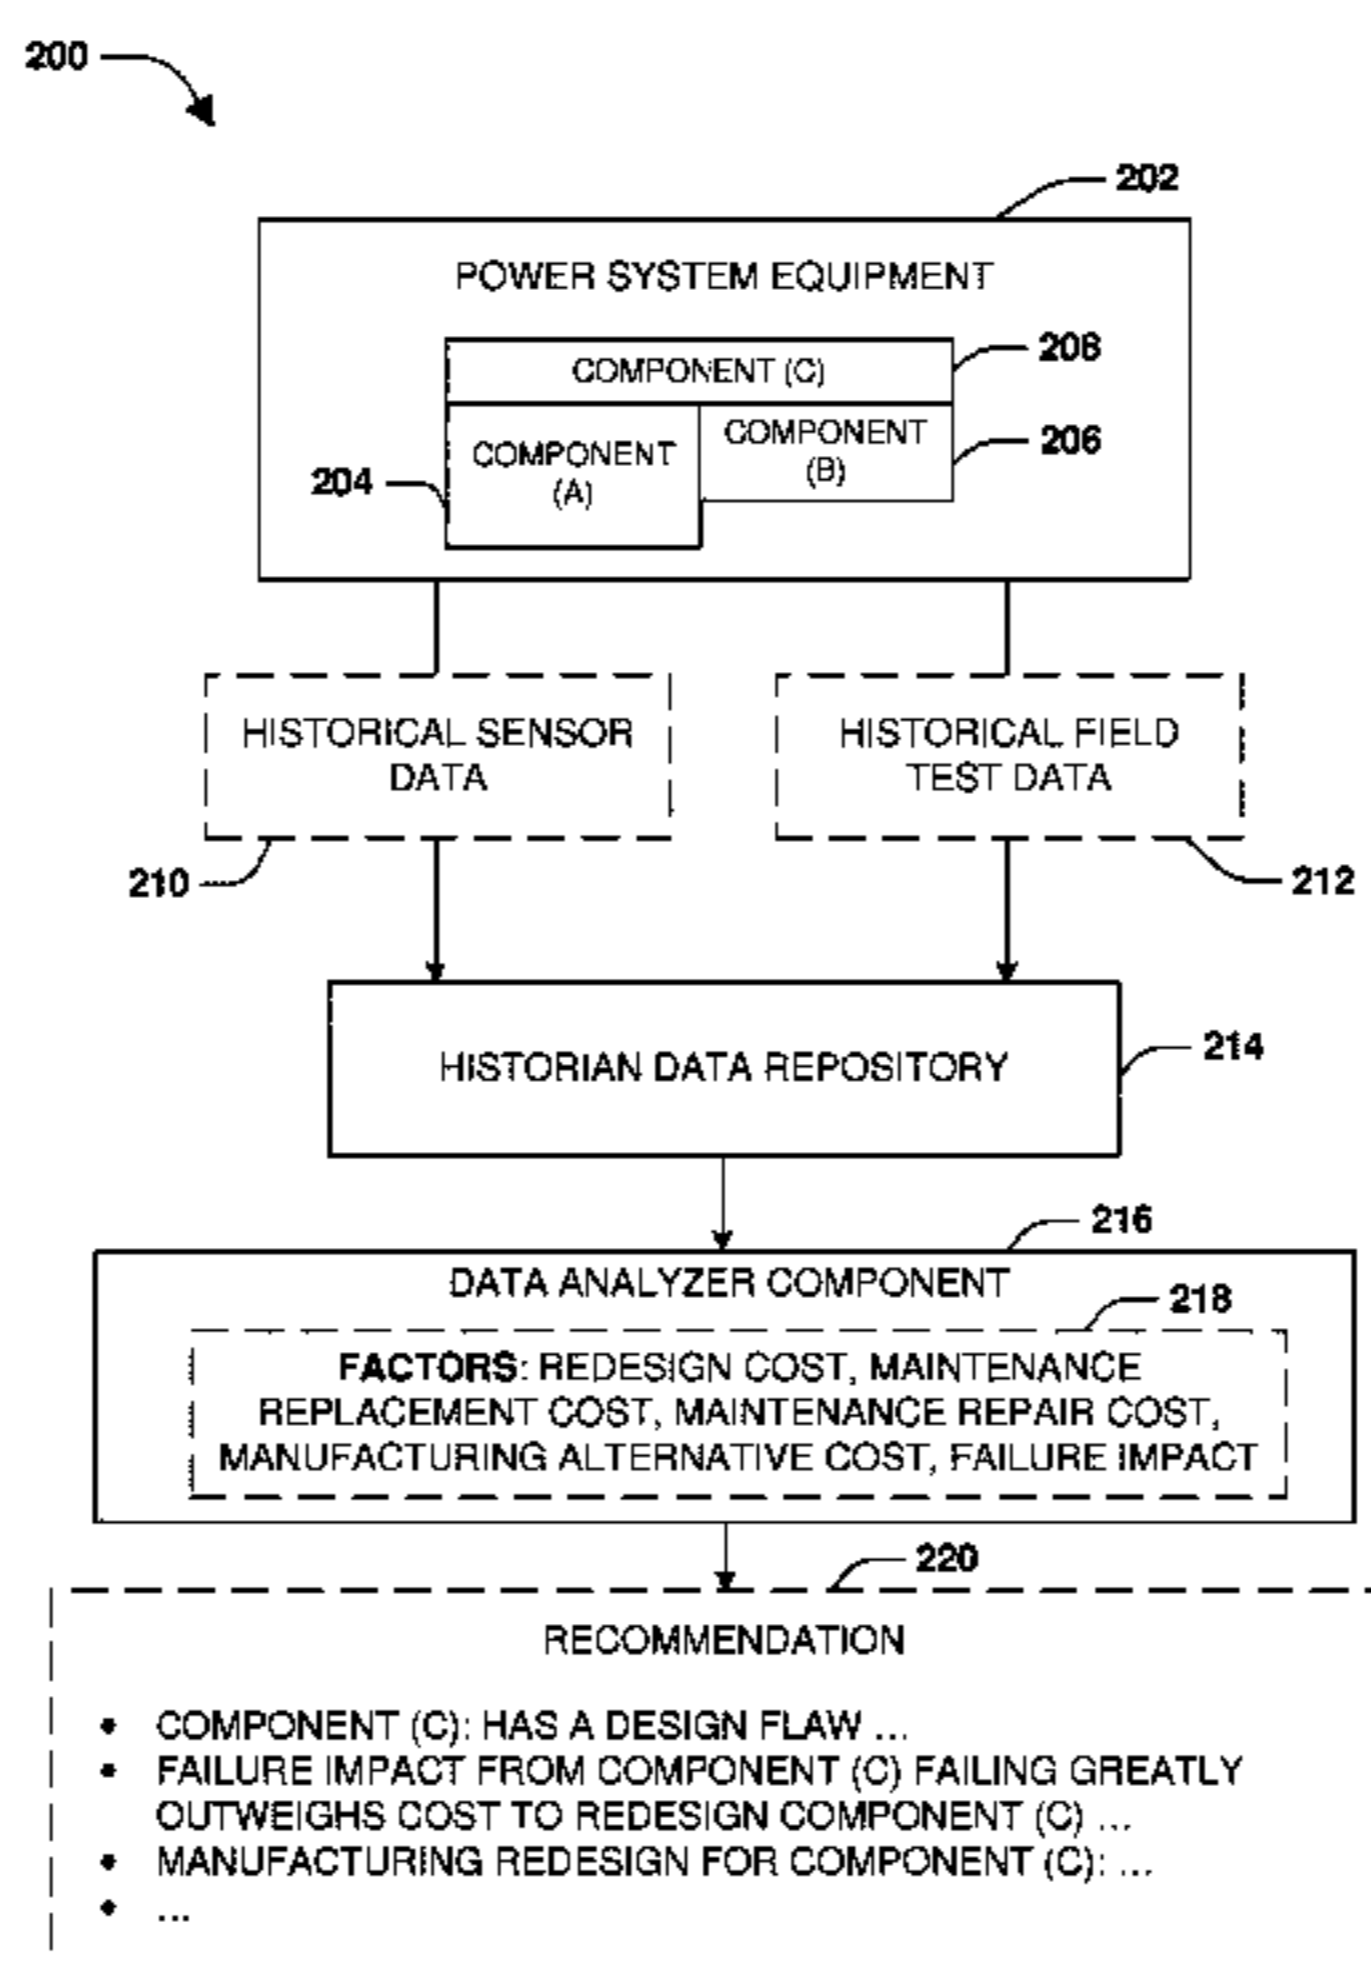 200
202
POWER SYSTEM EQUIPMENT
208
COMPONENT (C)
COMPONENT
(B)
206
COMPONENT
(A)
204
HISTORICAL SENSOR
DATA
HISTORICAL FIELD
TEST DATA
210
212
HISTORIAN DATA REPOSITORY
214
216
DATA ANALYZER COMPONENT
218
FACTORS: REDESIGN COST, MAINTENANCE
REPLACEMENT COST, MAINTENANCE REPAIR COST,
MANUFACTURING ALTERNATIVE COST, FAILURE IMPACT
220
RECOMMENDATION
• COMPONENT (C): HAS A DESIGN FLAW ...
• FAILURE IMPACT FROM COMPONENT (C) FAILING GREATLY
OUTWEIGHS COST TO REDESIGN COMPONENT (C) ...
• MANUFACTURING REDESIGN FOR COMPONENT (C): ...
• ...